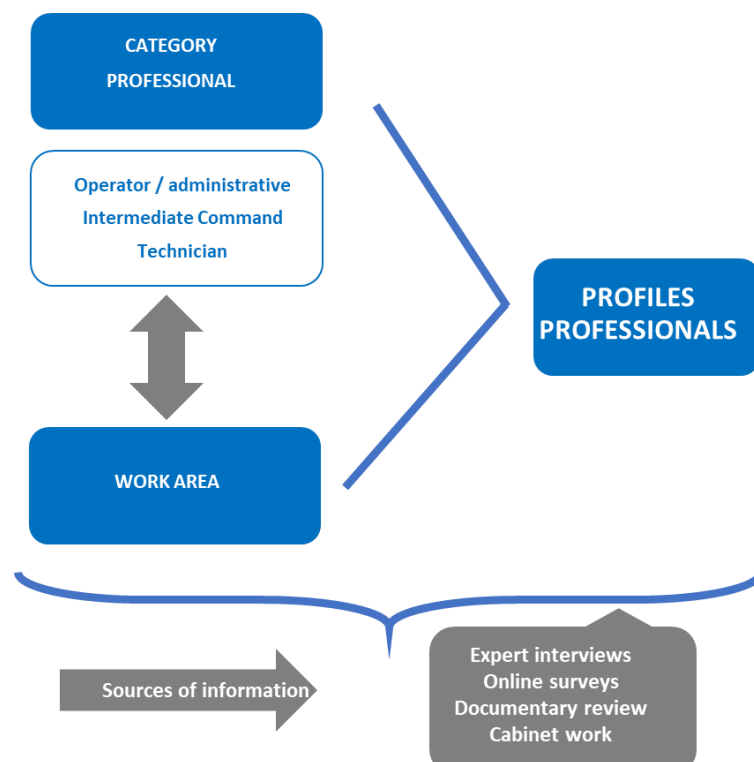 CATEGORY
PROFESSIONAL
Operator / administrative
Intermediate Command
Technician
PROFILES
PROFESSIONALS
WORK AREA
Sources of information
Expert interviews
Online surveys
Documentary review
Cabinet work